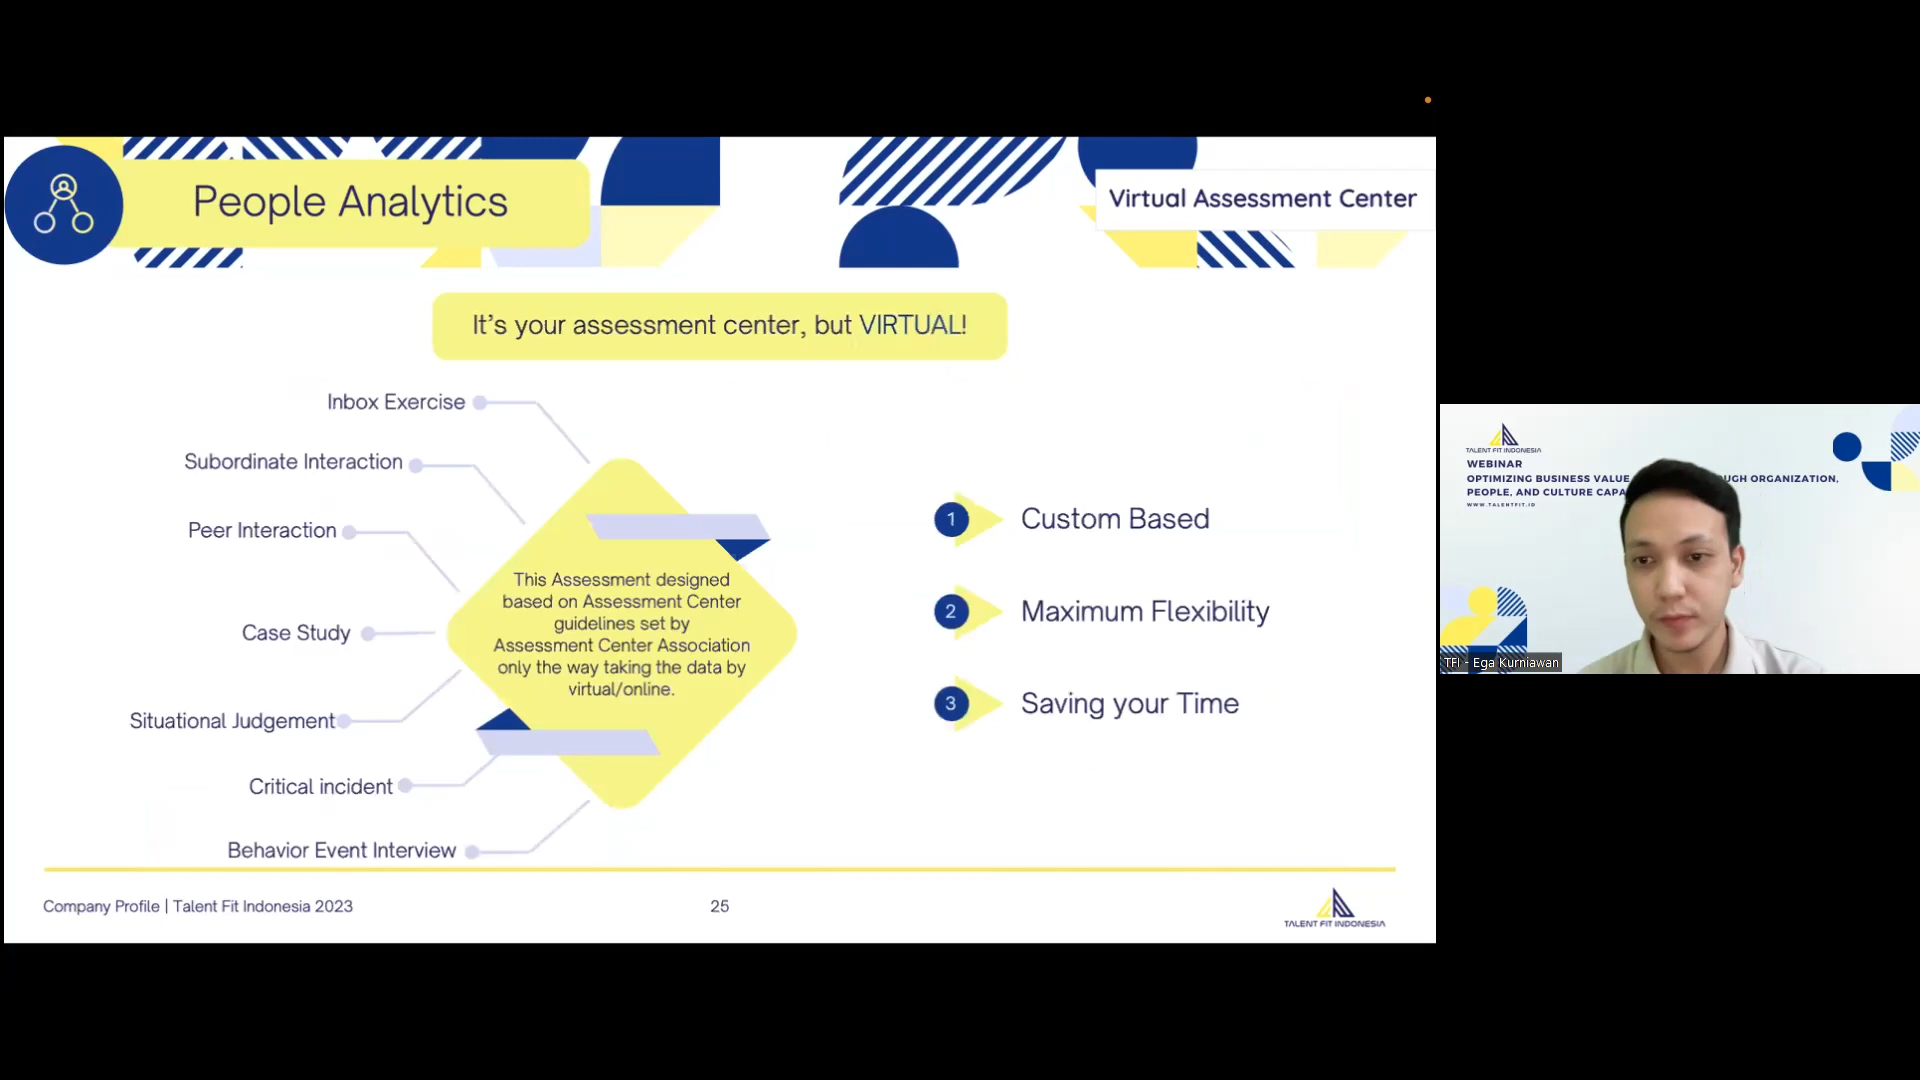 People Analytics
Virtual Assessment Center
It's your assessment center, but VIRTUAL!
Inbox Exercise
Subordinate Interaction
Peer Interaction
Case Study
Situational Judgement
Critical incident
Behavior Event Interview
This Assessment designed
based on Assessment Center
guidelines set by
Assessment Center Association
only the way taking the data by
virtual/online.
1 Custom Based
2 Maximum Flexibility
3 Saving your Time
Company Profile | Talent Fit Indonesia 2023
25
TALENT FIT INDONESIA
TALENT FIT INDONESIA
WEBINAR
OPTIMIZING BUSINESS VALUE ORGANIZATION,
PEOPLE, AND CULTURE
WWW.TALENTFIT.ID
TFI - Ega Kurniawan